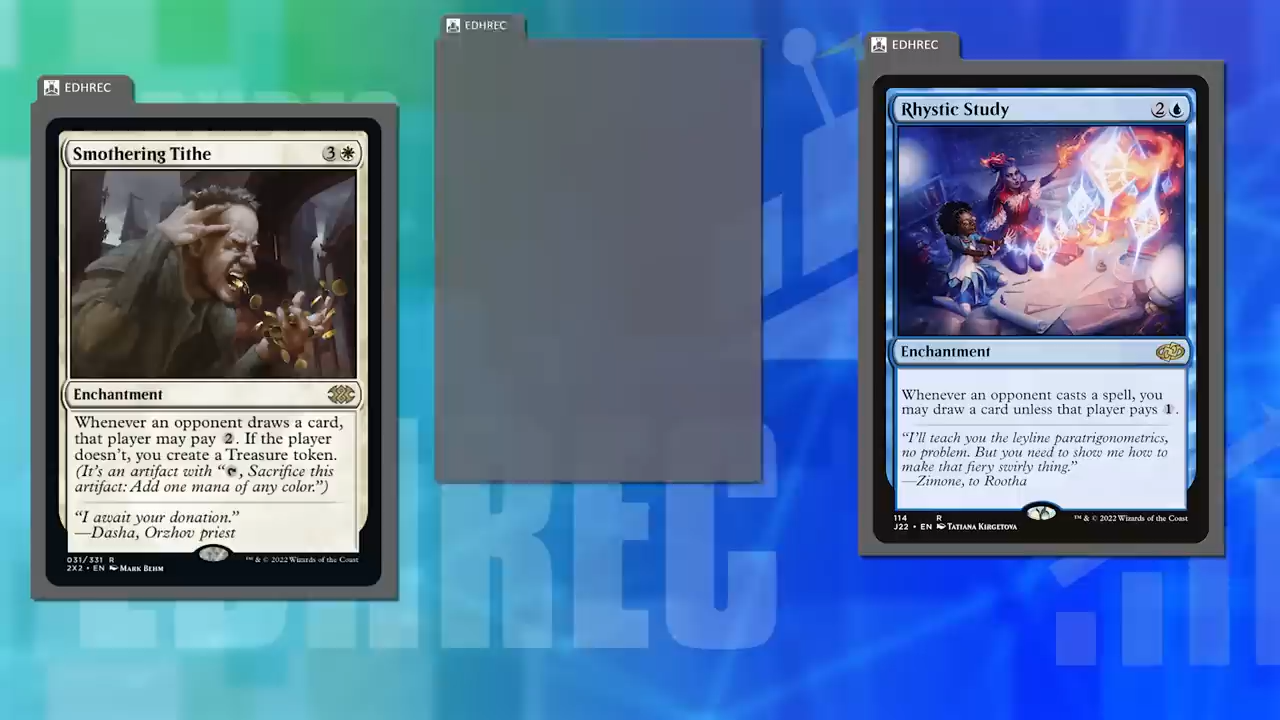 EDHREC
Smothering Tithe 3
Enchantment
Whenever an opponent draws a card,
that player may pay 2. If the player
doesn't, you create a Treasure token.
(It's an artifact with ", Sacrifice this
artifact: Add one mana of any color.")
"I await your donation."
—Dasha, Orzhov priest
031/331 R
2X2 • EN Mark Behm
™ & © 2022 Wizards of the Coast
EDHREC
EDHREC
Rhystic Study 2
Enchantment
Whenever an opponent casts a spell, you
may draw a card unless that player pays 1.
"I'll teach you the leyline paratrigonometrics,
no problem. But you need to show me how to
make that fiery swirly thing."
—Zimone, to Rootha
114 R
J22 • EN Tatiana Kirgetova
™ & © 2022 Wizards of the Coast
EDHREC